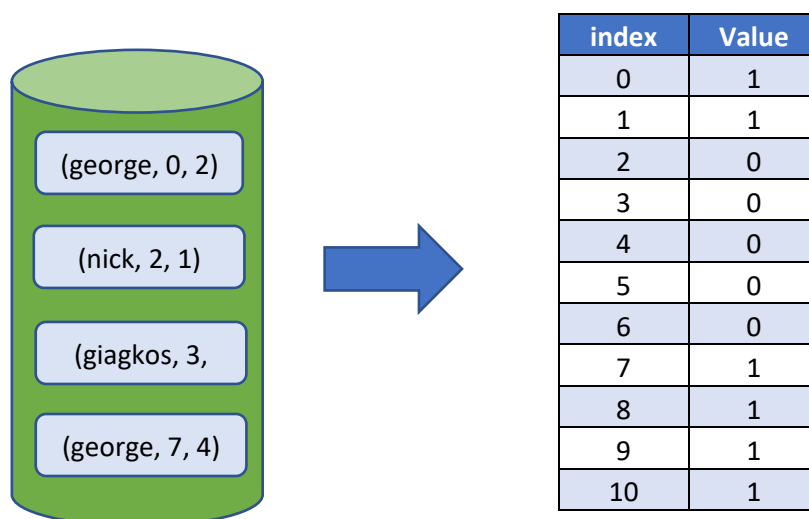 (george, 0, 2)
(nick, 2, 1)
(giagkos, 3,
(george, 7, 4)
index Value
0 1
1 1
2 0
3 0
4 0
5 0
6 0
7 1
8 1
9 1
10 1